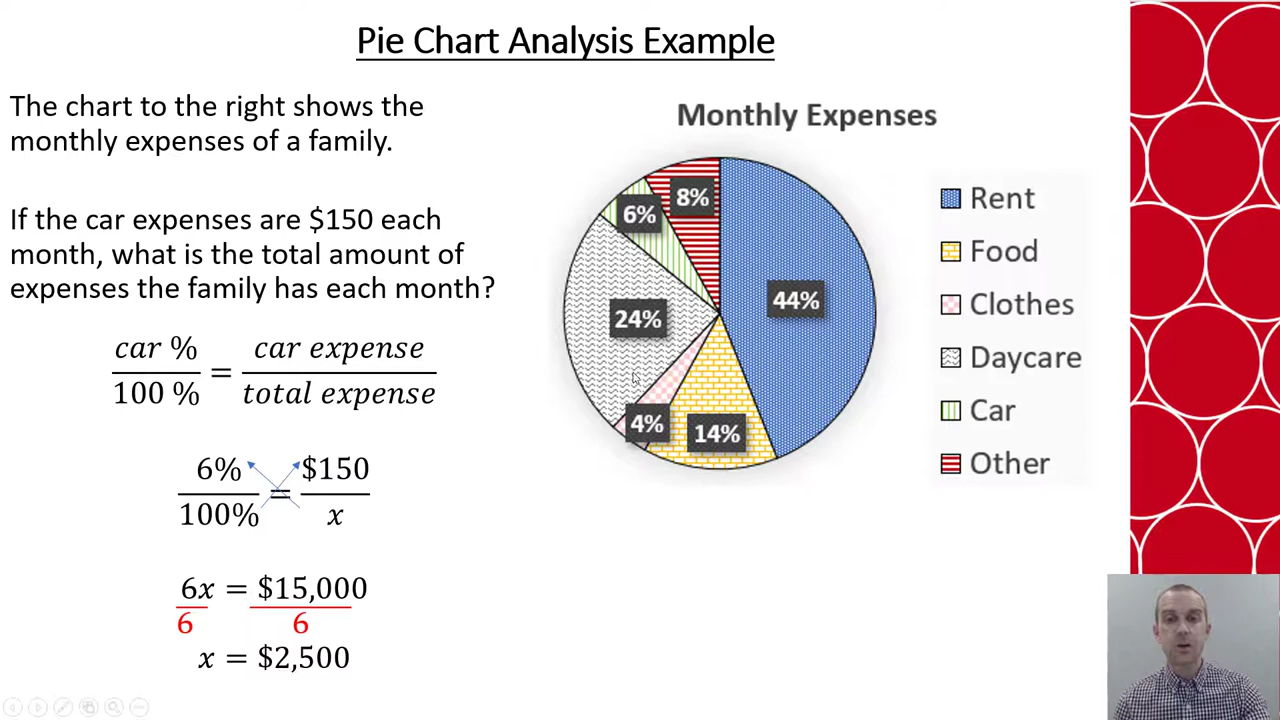 Pie Chart Analysis Example
The chart to the right shows the
monthly expenses of a family.
If the car expenses are $150 each
month, what is the total amount of
expenses the family has each month?
car % / 100 % = car expense / total expense
6% / 100% = $150 / x
6x = $15,000
6 6
x = $2,500
Monthly Expenses
8%
6%
44%
24%
4%
14%
Rent
Food
Clothes
Daycare
Car
Other